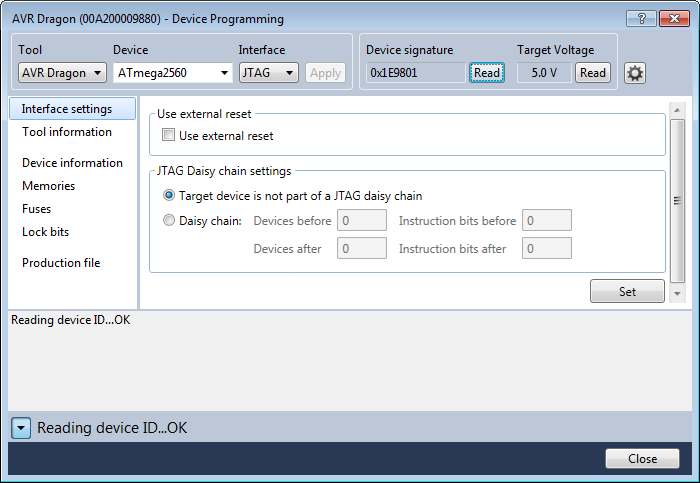 AVR Dragon (00A200009880) - Device Programming
Tool Device Interface Device signature Target Voltage
AVR Dragon ATmega2560 JTAG Apply 0x1E9801 Read 5.0 V Read
Interface settings
Tool information
Device information
Memories
Fuses
Lock bits
Production file
Use external reset
Use external reset
JTAG Daisy chain settings
Target device is not part of a JTAG daisy chain
Daisy chain: Devices before 0 Instruction bits before 0
Devices after 0 Instruction bits after 0
Set
Reading device ID...OK
Reading device ID...OK
Close